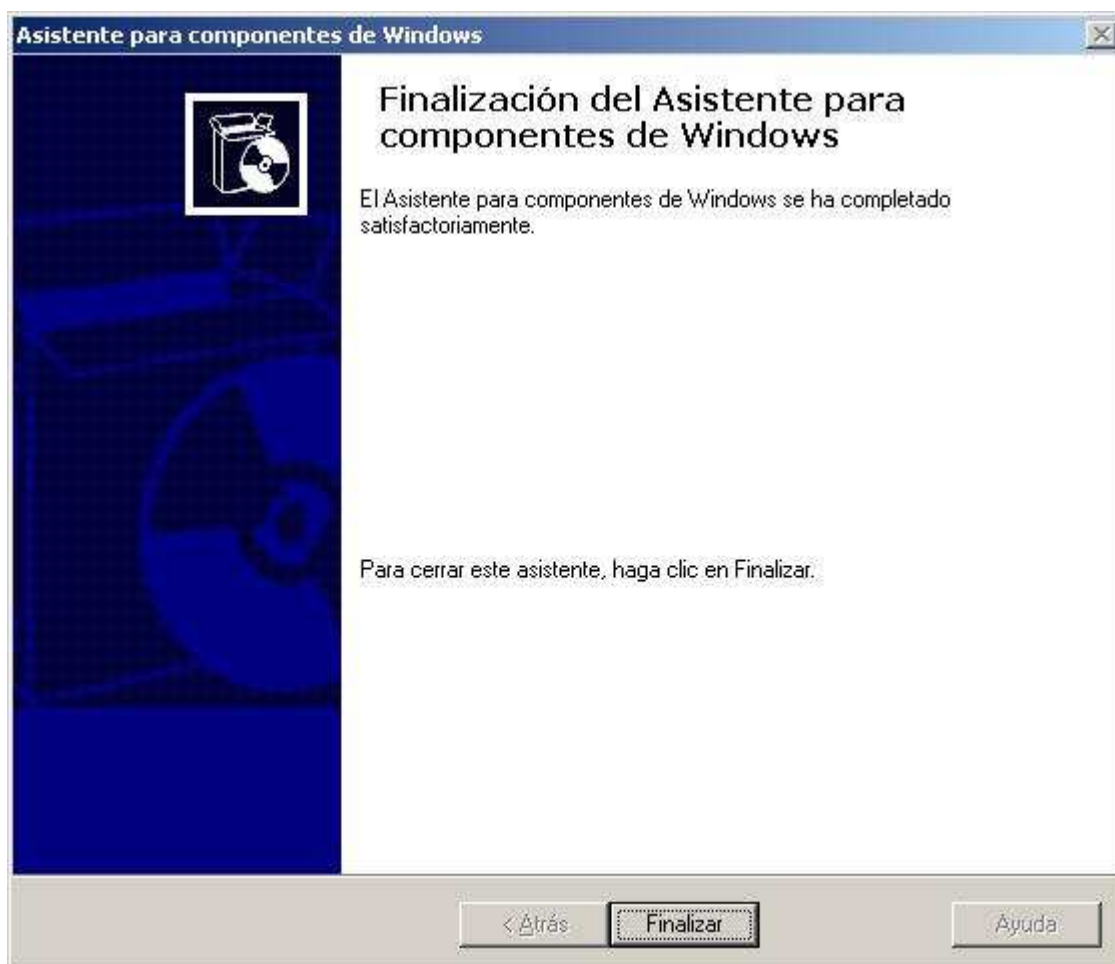 Asistente para componentes de Windows
Finalización del Asistente para
componentes de Windows
El Asistente para componentes de Windows se ha completado
satisfactoriamente.
Para cerrar este asistente, haga clic en Finalizar.
< Atrás
Finalizar
Ayuda